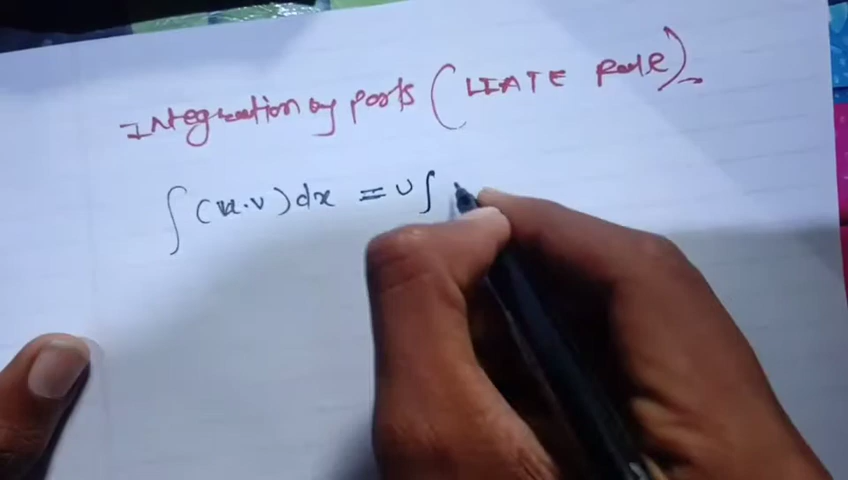 Integration by parts (LIATE Rule)
∫(u.v)dx = u∫